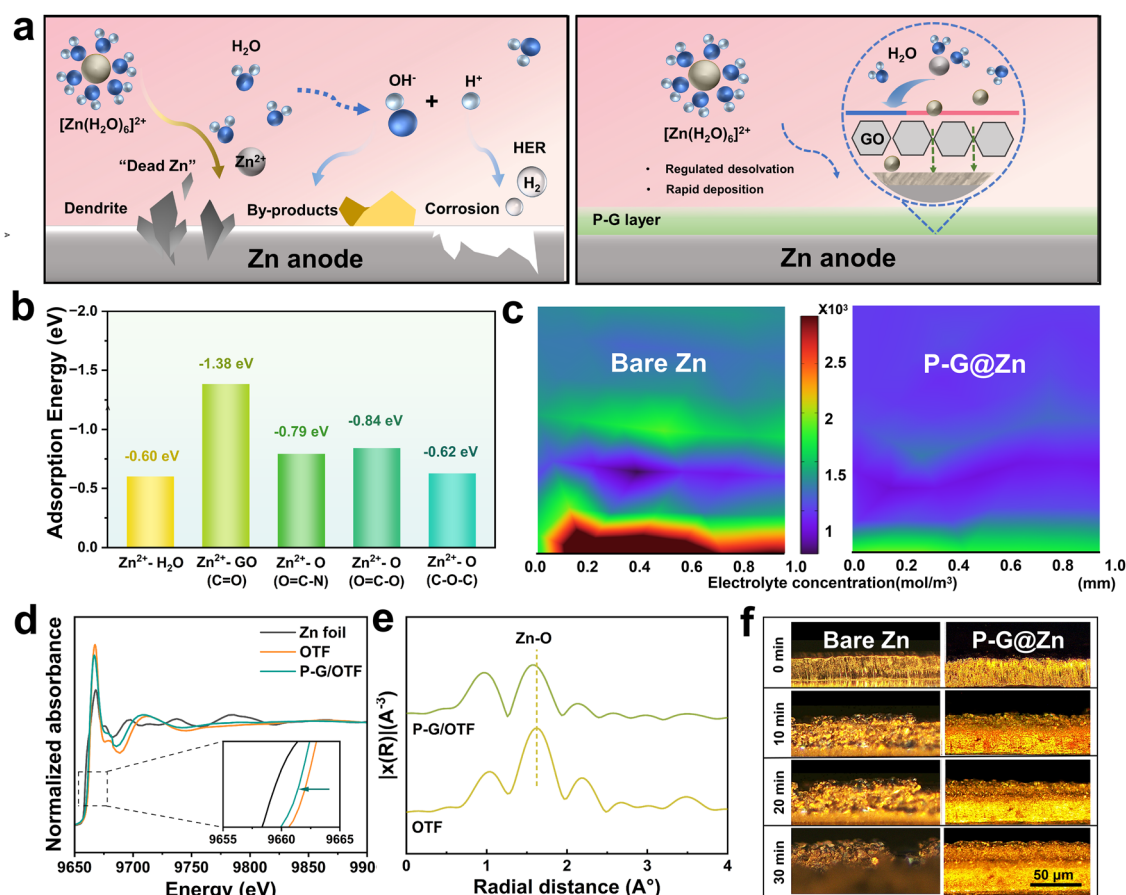 a
H₂O
OH⁻
+
H⁺
[Zn(H₂O)₆]²⁺
"Dead Zn"
Zn²⁺
HER
H₂
Dendrite
By-products
Corrosion
Zn anode
H₂O
[Zn(H₂O)₆]²⁺
GO
• Regulated desolvation
• Rapid deposition
P-G layer
Zn anode
b
Adsorption Energy (eV)
−2.0
−1.5
−1.0
−0.5
0.0
-0.60 eV
-1.38 eV
-0.79 eV
-0.84 eV
-0.62 eV
Zn²⁺- H₂O
Zn²⁺- GO
(C=O)
Zn²⁺- O
(O=C-N)
Zn²⁺- O
(O=C-O)
Zn²⁺- O
(C-O-C)
c
Bare Zn
X10³
2.5
2
1.5
1
P-G@Zn
0.0 0.2 0.4 0.6 0.8 1.0
0.0 0.2 0.4 0.6 0.8 1.0
Electrolyte concentration(mol/m³)
(mm)
d
Normalized absorbance
Zn foil
OTF
P-G/OTF
9655 9660 9665
9650 9700 9750 9800 9850 990
Energy (eV)
e
|x(R)|(A⁻³)
Zn-O
P-G/OTF
OTF
0 1 2 3 4
Radial distance (A°)
f
Bare Zn
P-G@Zn
0 min
10 min
20 min
30 min
50 µm